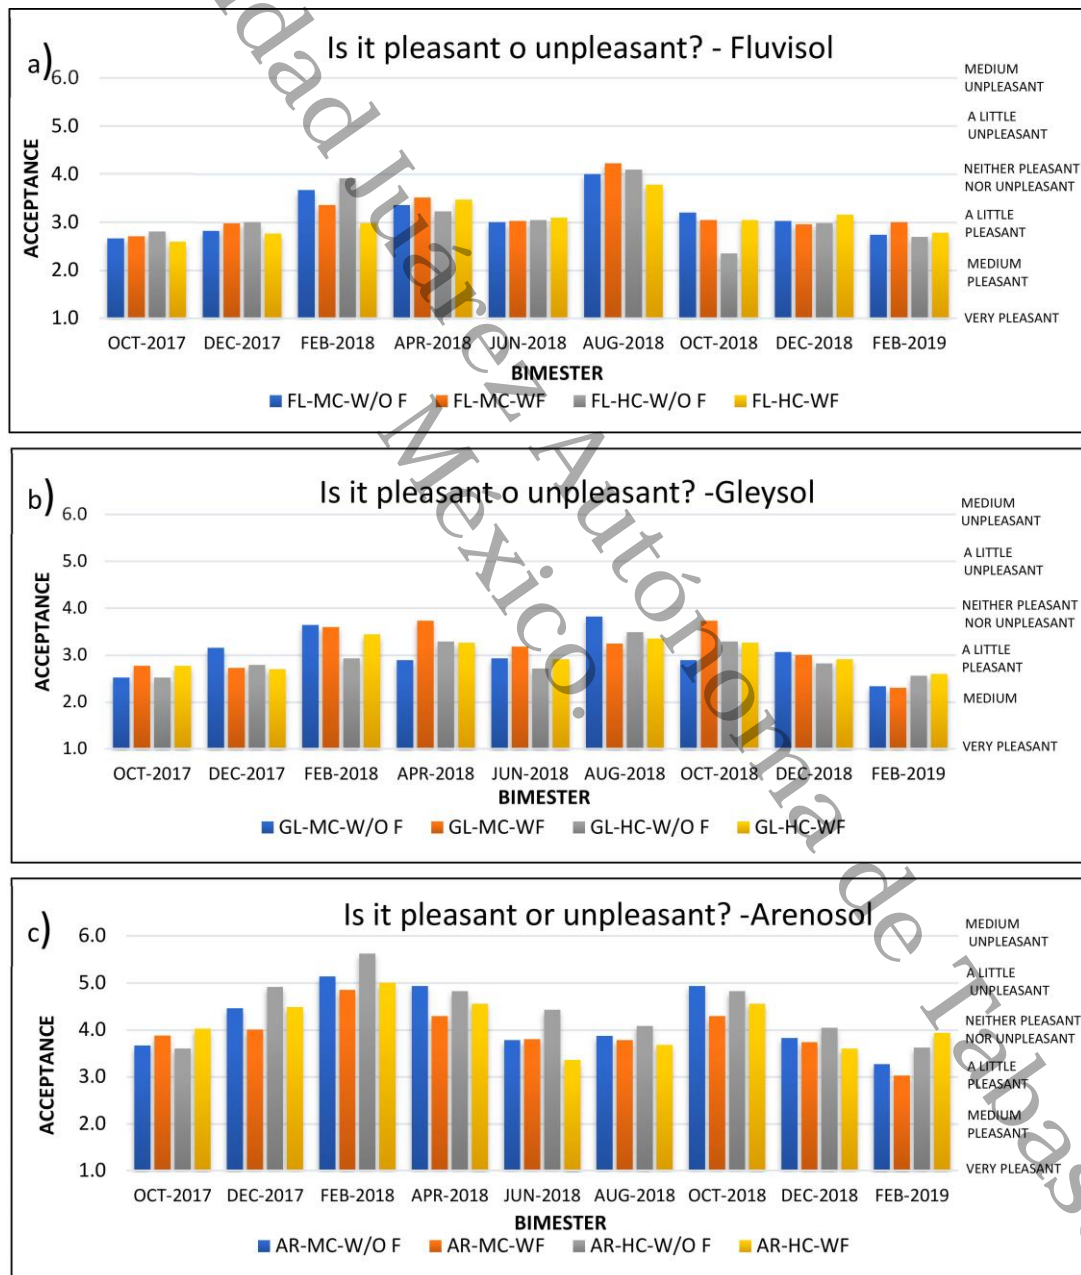 a)
Is it pleasant o unpleasant? - Fluvisol
6.0
5.0
4.0
3.0
2.0
1.0
ACCEPTANCE
MEDIUM
UNPLEASANT
A LITTLE
UNPLEASANT
NEITHER PLEASANT
NOR UNPLEASANT
A LITTLE
PLEASANT
MEDIUM
PLEASANT
VERY PLEASANT
OCT-2017 DEC-2017 FEB-2018 APR-2018 JUN-2018 AUG-2018 OCT-2018 DEC-2018 FEB-2019
BIMESTER
FL-MC-W/O F FL-MC-WF FL-HC-W/O F FL-HC-WF
b)
Is it pleasant o unpleasant? -Gleysol
6.0
5.0
4.0
3.0
2.0
1.0
ACCEPTANCE
MEDIUM
UNPLEASANT
A LITTLE
UNPLEASANT
NEITHER PLEASANT
NOR UNPLEASANT
A LITTLE
PLEASANT
MEDIUM
VERY PLEASANT
OCT-2017 DEC-2017 FEB-2018 APR-2018 JUN-2018 AUG-2018 OCT-2018 DEC-2018 FEB-2019
BIMESTER
GL-MC-W/O F GL-MC-WF GL-HC-W/O F GL-HC-WF
c)
Is it pleasant or unpleasant? -Arenosol
6.0
5.0
4.0
3.0
2.0
1.0
ACCEPTANCE
MEDIUM
UNPLEASANT
A LITTLE
UNPLEASANT
NEITHER PLEASANT
NOR UNPLEASANT
A LITTLE
PLEASANT
MEDIUM
PLEASANT
VERY PLEASANT
OCT-2017 DEC-2017 FEB-2018 APR-2018 JUN-2018 AUG-2018 OCT-2018 DEC-2018 FEB-2019
BIMESTER
AR-MC-W/O F AR-MC-WF AR-HC-W/O F AR-HC-WF
Juárez Autónoma de
México.